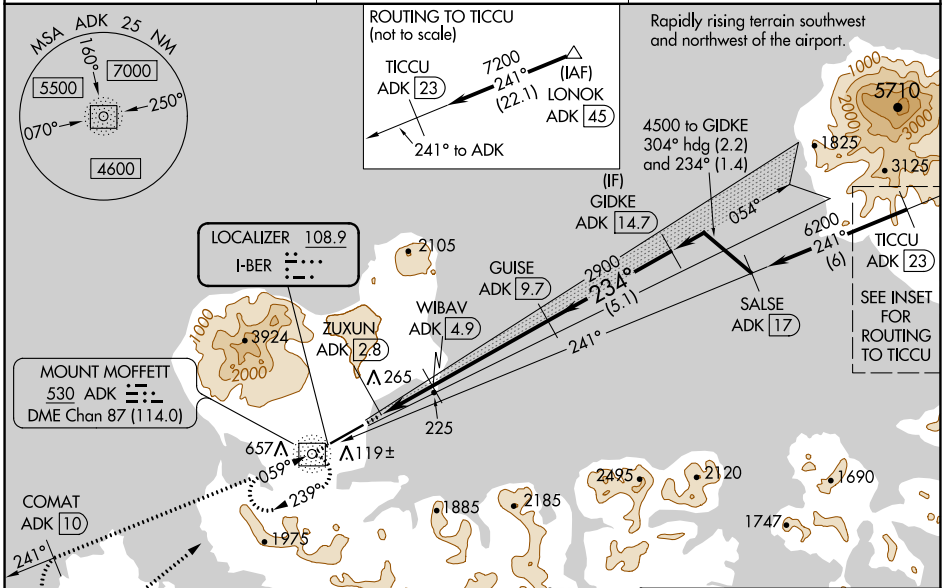 MSA ADK 25 NM
160°
5500
7000
070°
250°
4600
ROUTING TO TICCU
(not to scale)
TICCU
ADK 23
7200
241°
(22.1)
(IAF)
LONOK
ADK 45
241° to ADK
Rapidly rising terrain southwest
and northwest of the airport.
1000
2000
5710
3000
1825
3125
4500 to GIDKE
304° hdg (2.2)
and 234° (1.4)
(IF)
GIDKE
ADK 14.7
054°
6200
241°
(6)
TICCU
ADK 23
SEE INSET
FOR
ROUTING
TO TICCU
SALSE
ADK 17
LOCALIZER 108.9
I-BER
2105
GUISE
ADK 9.7
2900
234°
(5.1)
241°
WIBAV
ADK 4.9
ZUXUN
ADK 2.8
1000
3924
2000
265
225
MOUNT MOFFETT
530 ADK
DME Chan 87 (114.0)
657
119±
059°
239°
COMAT
ADK 10
241°
1975
1885
2185
2495
2120
1690
1747